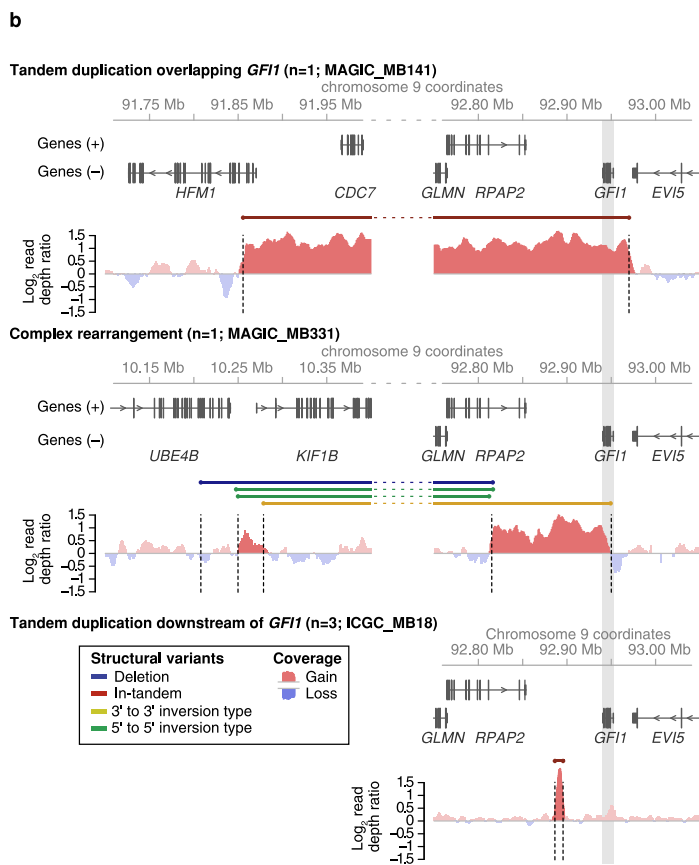 b
Tandem duplication overlapping GFI1 (n=1; MAGIC_MB141)
chromosome 9 coordinates
91.75 Mb 91.85 Mb 91.95 Mb 92.80 Mb 92.90 Mb 93.00 Mb
Genes (+)
Genes (–)
HFM1 CDC7 GLMN RPAP2 GFI1 EVI5
Log2 read depth ratio
1.5
1
0.5
0
−0.5
−1
−1.5
Complex rearrangement (n=1; MAGIC_MB331)
chromosome 9 coordinates
10.15 Mb 10.25 Mb 10.35 Mb 92.80 Mb 92.90 Mb 93.00 Mb
Genes (+)
Genes (–)
UBE4B KIF1B GLMN RPAP2 GFI1 EVI5
Log2 read depth ratio
1.5
1
0.5
0
−0.5
−1
−1.5
Tandem duplication downstream of GFI1 (n=3; ICGC_MB18)
Chromosome 9 coordinates
92.80 Mb 92.90 Mb 93.00 Mb
Structural variants
Deletion
In-tandem
3' to 3' inversion type
5' to 5' inversion type
Coverage
Gain
Loss
GLMN RPAP2 GFI1 EVI5
Log2 read depth ratio
1.5
1
0.5
0
−0.5
−1
−1.5